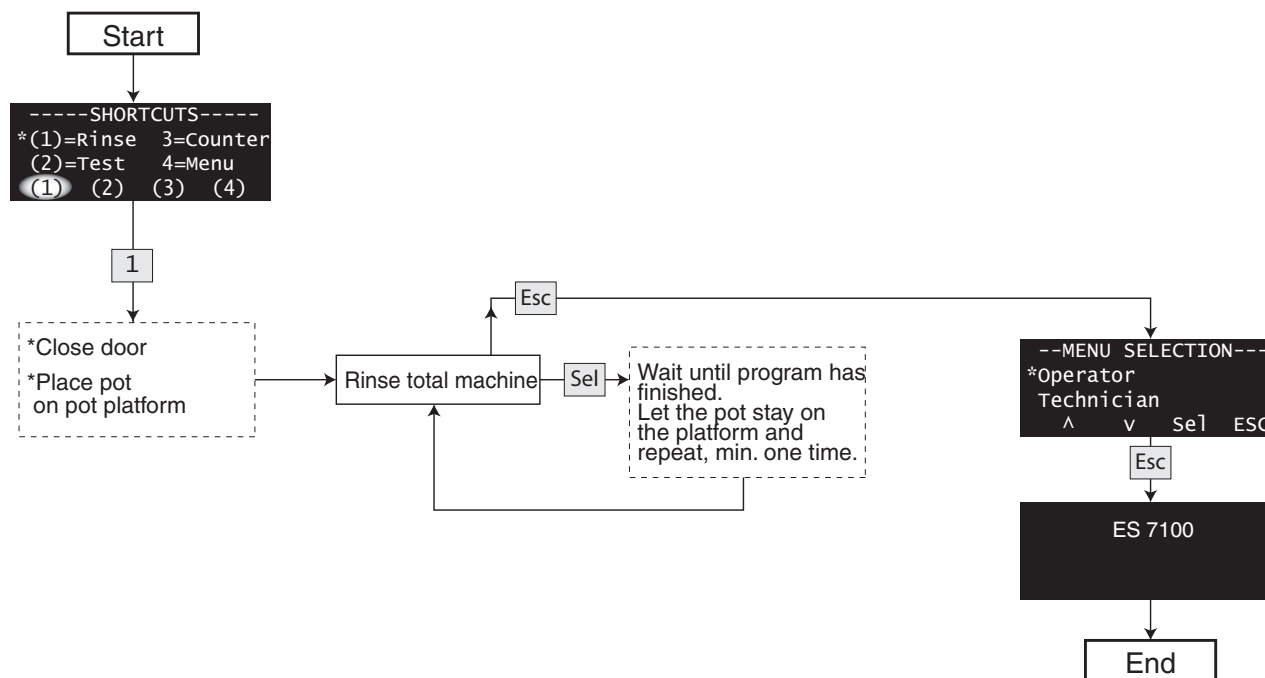 Start
-----SHORTCUTS-----
*(1)=Rinse 3=Counter
(2)=Test 4=Menu
(1) (2) (3) (4)
1
*Close door
*Place pot
on pot platform
Rinse total machine
Esc
Sel
Wait until program has
finished.
Let the pot stay on
the platform and
repeat, min. one time.
--MENU SELECTION---
*Operator
Technician
^ v Sel ESC
Esc
ES 7100
End